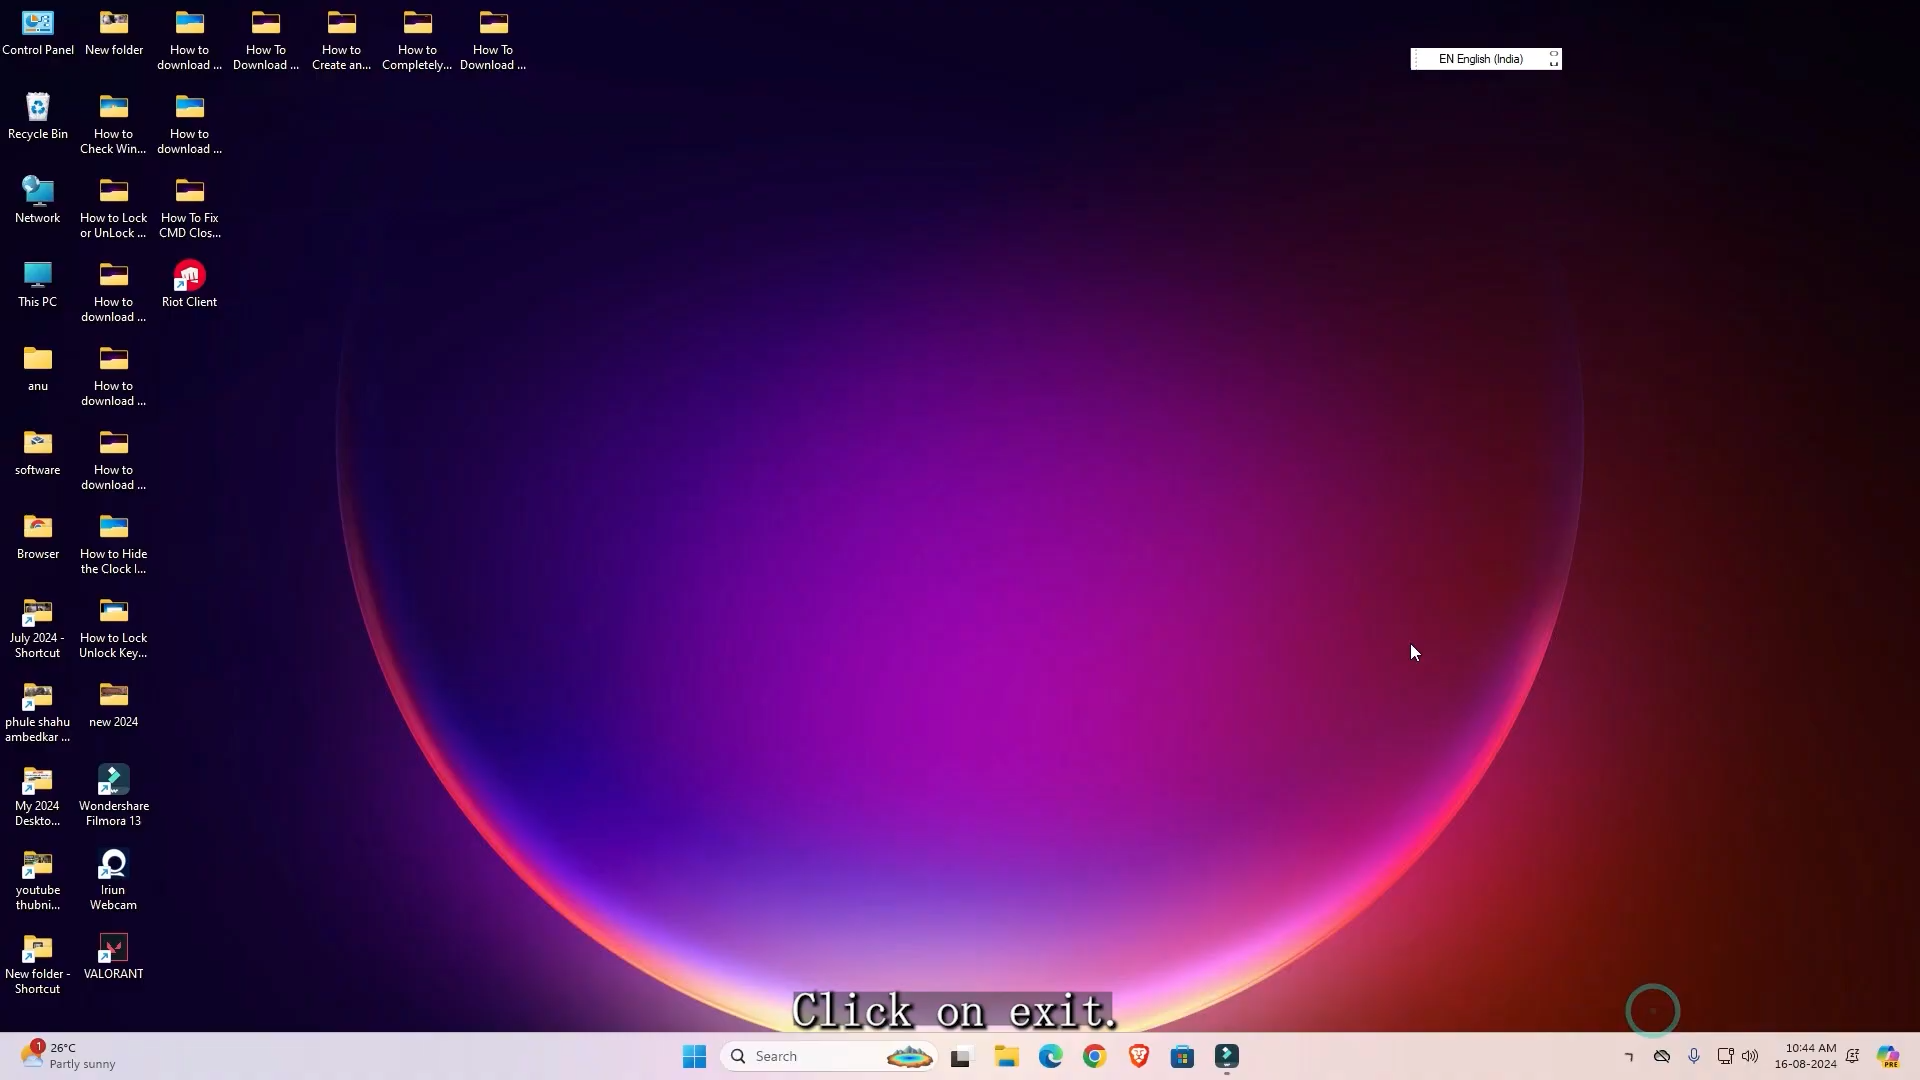 Control Panel
New folder
How to
download ...
How To
Download ...
How to
Create an...
How to
Completely...
How To
Download ...
EN English (India)
Recycle Bin
How to
Check Win...
How to
download ...
Network
How to Lock
or UnLock ...
How To Fix
CMD Clos...
This PC
How to
download ...
Riot Client
anu
How to
download ...
software
How to
download ...
Browser
How to Hide
the Clock I...
July 2024 -
Shortcut
How to Lock
Unlock Key...
phule shahu
ambedkar ...
new 2024
My 2024
Deskto...
Wondershare
Filmora 13
youtube
thubni...
Iriun
Webcam
New folder -
Shortcut
VALORANT
Click on exit.
1
26°C
Partly sunny
Search
10:44 AM
16-08-2024
PRE